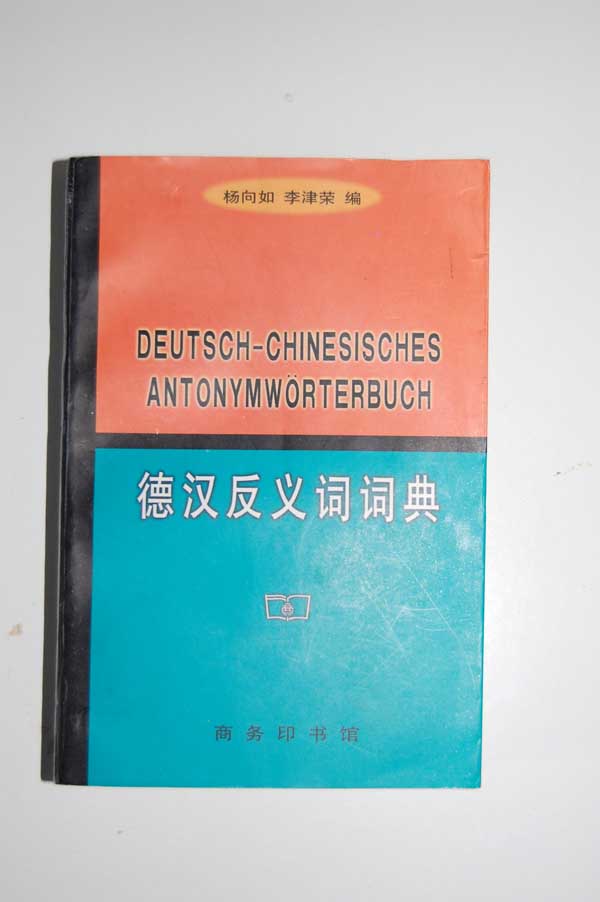 杨向如 李津荣 编
DEUTSCH-CHINESISCHES
ANTONYMWÖRTERBUCH
德汉反义词词典
商务印书馆